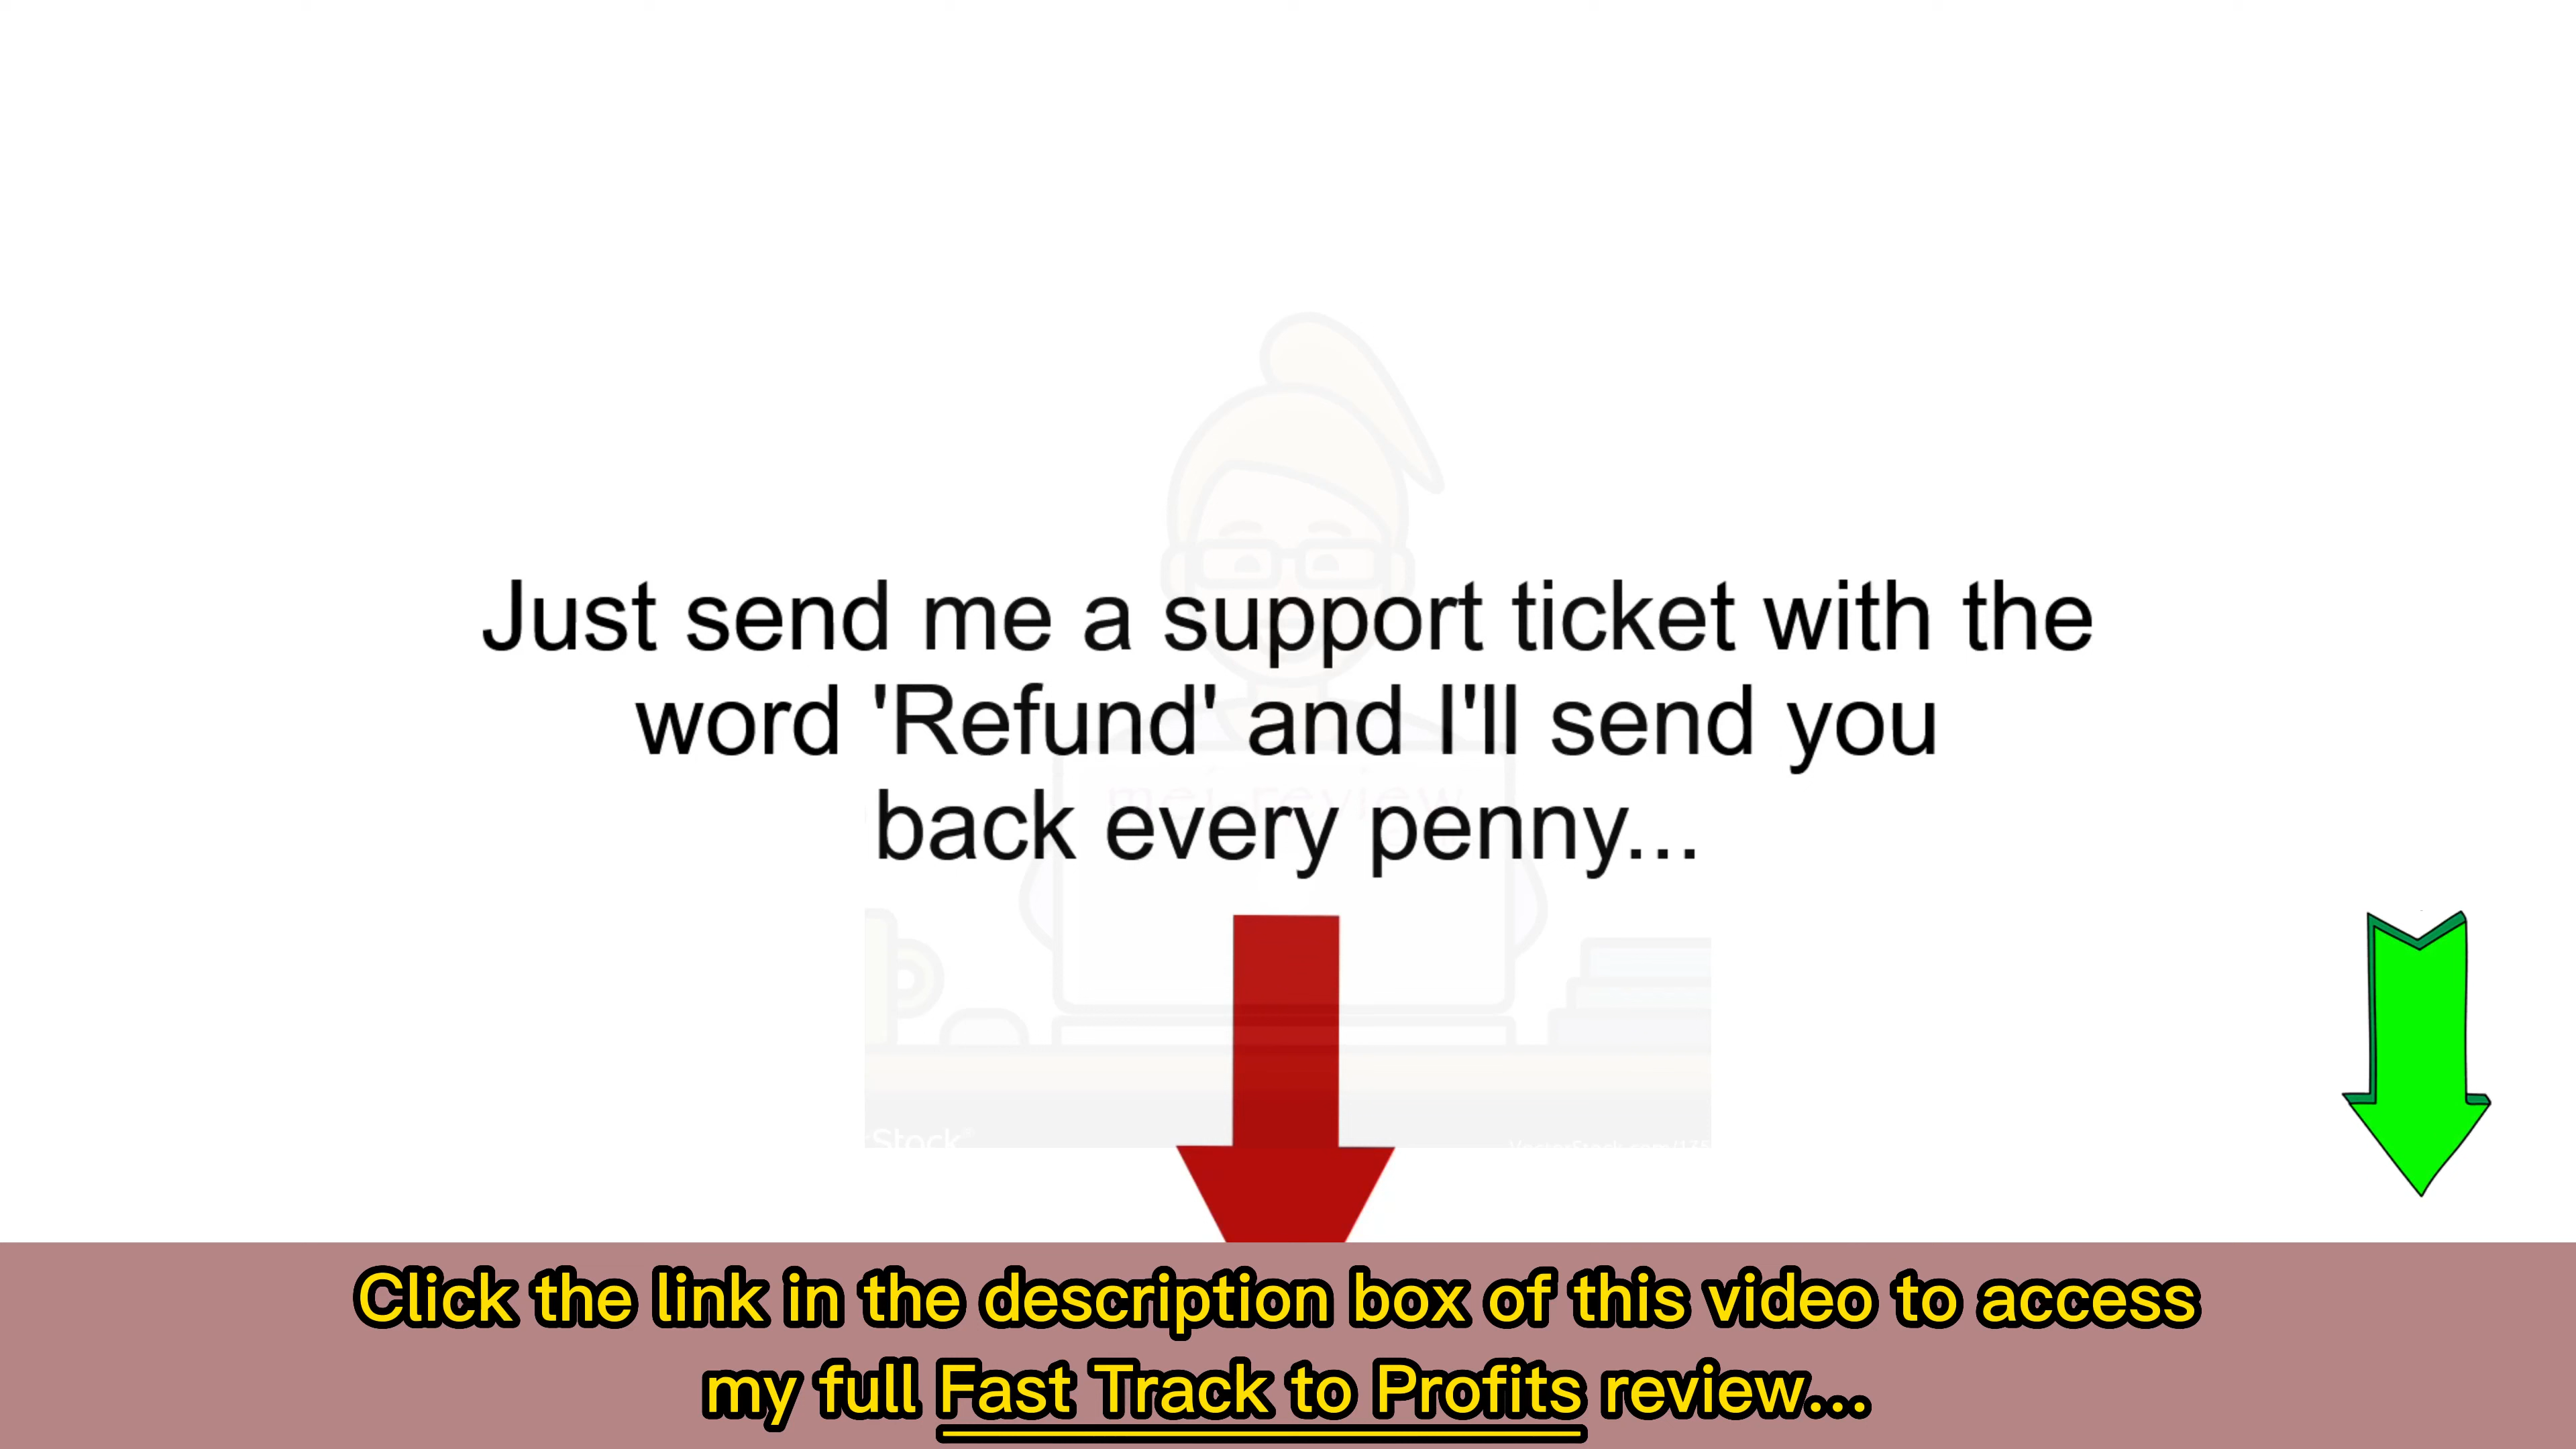 Just send me a support ticket with the
word 'Refund' and I'll send you
back every penny...
Click the link in the description box of this video to access
my full Fast Track to Profits review...